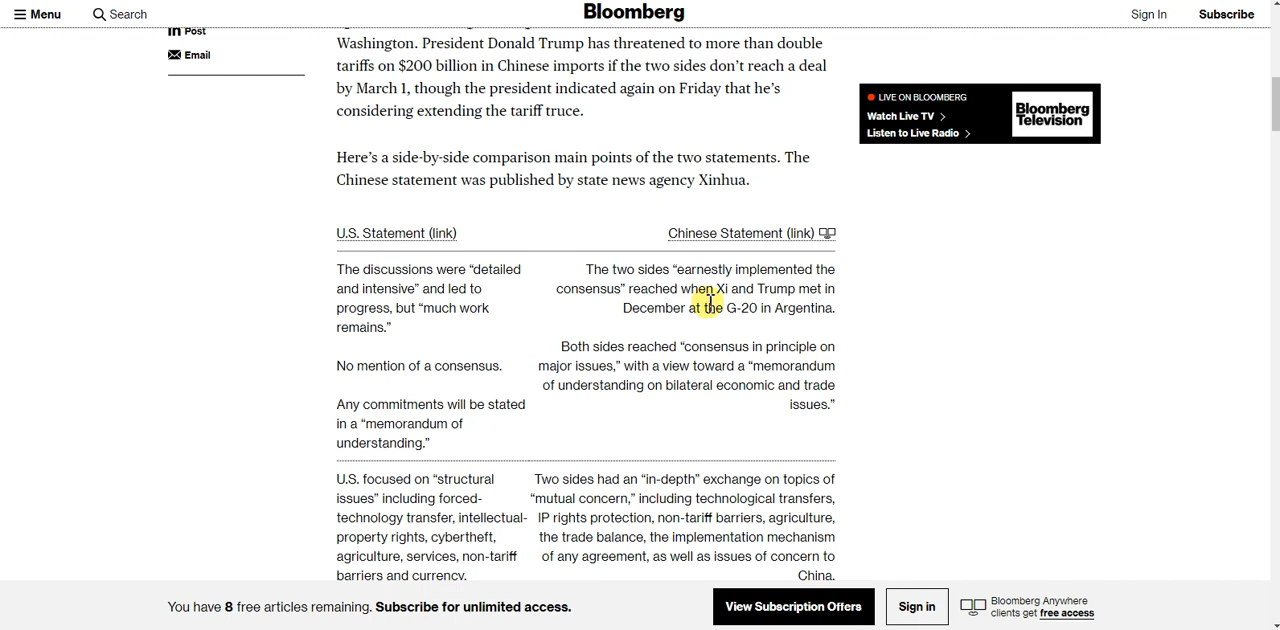 Menu
Search
Bloomberg
Sign In
Subscribe
Post
Email
Washington. President Donald Trump has threatened to more than double
tariffs on $200 billion in Chinese imports if the two sides don’t reach a deal
by March 1, though the president indicated again on Friday that he’s
considering extending the tariff truce.
Here’s a side-by-side comparison main points of the two statements. The
Chinese statement was published by state news agency Xinhua.
LIVE ON BLOOMBERG
Watch Live TV
Listen to Live Radio
Bloomberg
Television
U.S. Statement (link)
The discussions were “detailed
and intensive” and led to
progress, but “much work
remains.”
No mention of a consensus.
Any commitments will be stated
in a “memorandum of
understanding.”
Chinese Statement (link)
The two sides “earnestly implemented the
consensus” reached when Xi and Trump met in
December at the G-20 in Argentina.
Both sides reached “consensus in principle on
major issues,” with a view toward a “memorandum
of understanding on bilateral economic and trade
issues.”
U.S. focused on “structural
issues” including forced-
technology transfer, intellectual-
property rights, cybertheft,
agriculture, services, non-tariff
barriers and currency.
Two sides had an “in-depth” exchange on topics of
“mutual concern,” including technological transfers,
IP rights protection, non-tariff barriers, agriculture,
the trade balance, the implementation mechanism
of any agreement, as well as issues of concern to
China.
You have 8 free articles remaining. Subscribe for unlimited access.
View Subscription Offers
Sign in
Bloomberg Anywhere
clients get free access